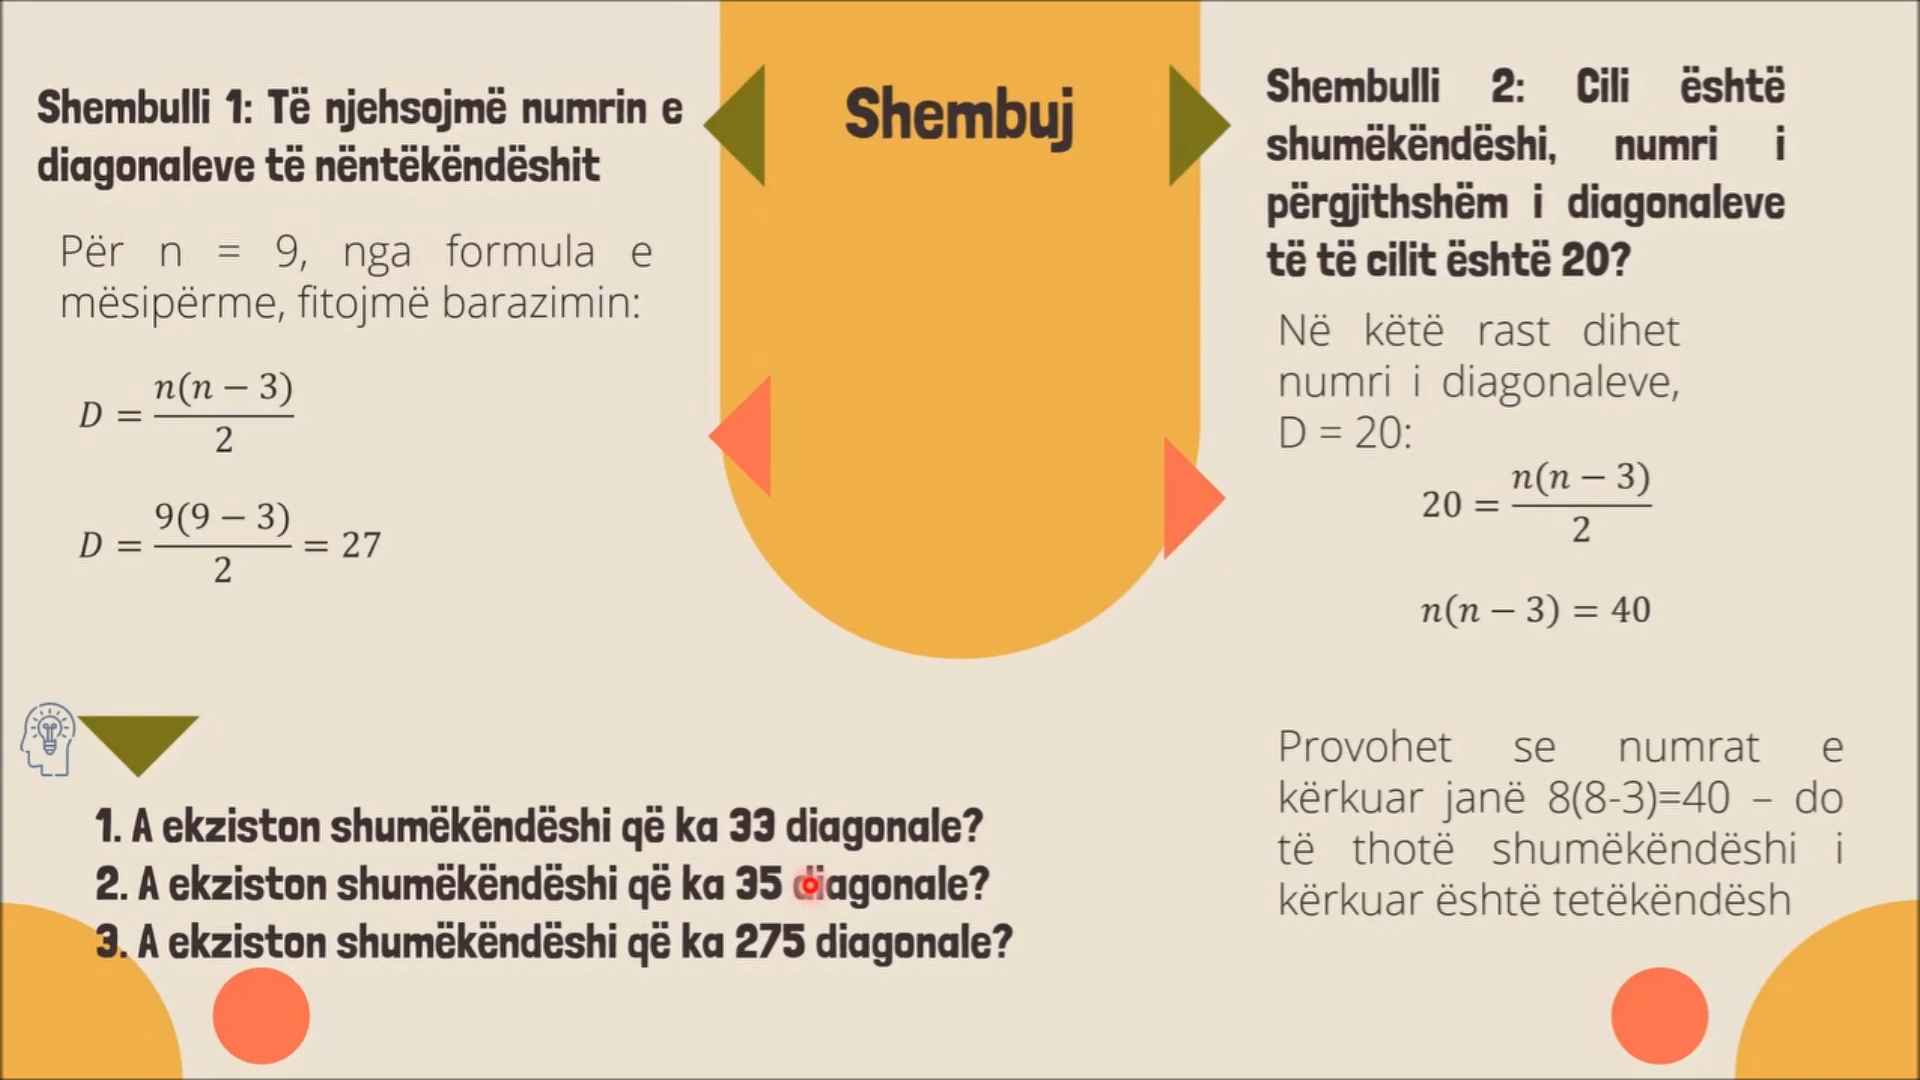 Shembuj
Shembulli 1: Të njehsojmë numrin e
diagonaleve të nëntëkëndëshit
Për n = 9, nga formula e
mësipërme, fitojmë barazimin:
D = n(n − 3) / 2
D = 9(9 − 3) / 2 = 27
Shembulli 2: Cili është
shumëkëndëshi, numri i
përgjithshëm i diagonaleve
të të cilit është 20?
Në këtë rast dihet
numri i diagonaleve,
D = 20:
20 = n(n − 3) / 2
n(n − 3) = 40
Provohet se numrat e
kërkuar janë 8(8-3)=40 – do
të thotë shumëkëndëshi i
kërkuar është tetëkëndësh
1. A ekziston shumëkëndëshi që ka 33 diagonale?
2. A ekziston shumëkëndëshi që ka 35 diagonale?
3. A ekziston shumëkëndëshi që ka 275 diagonale?